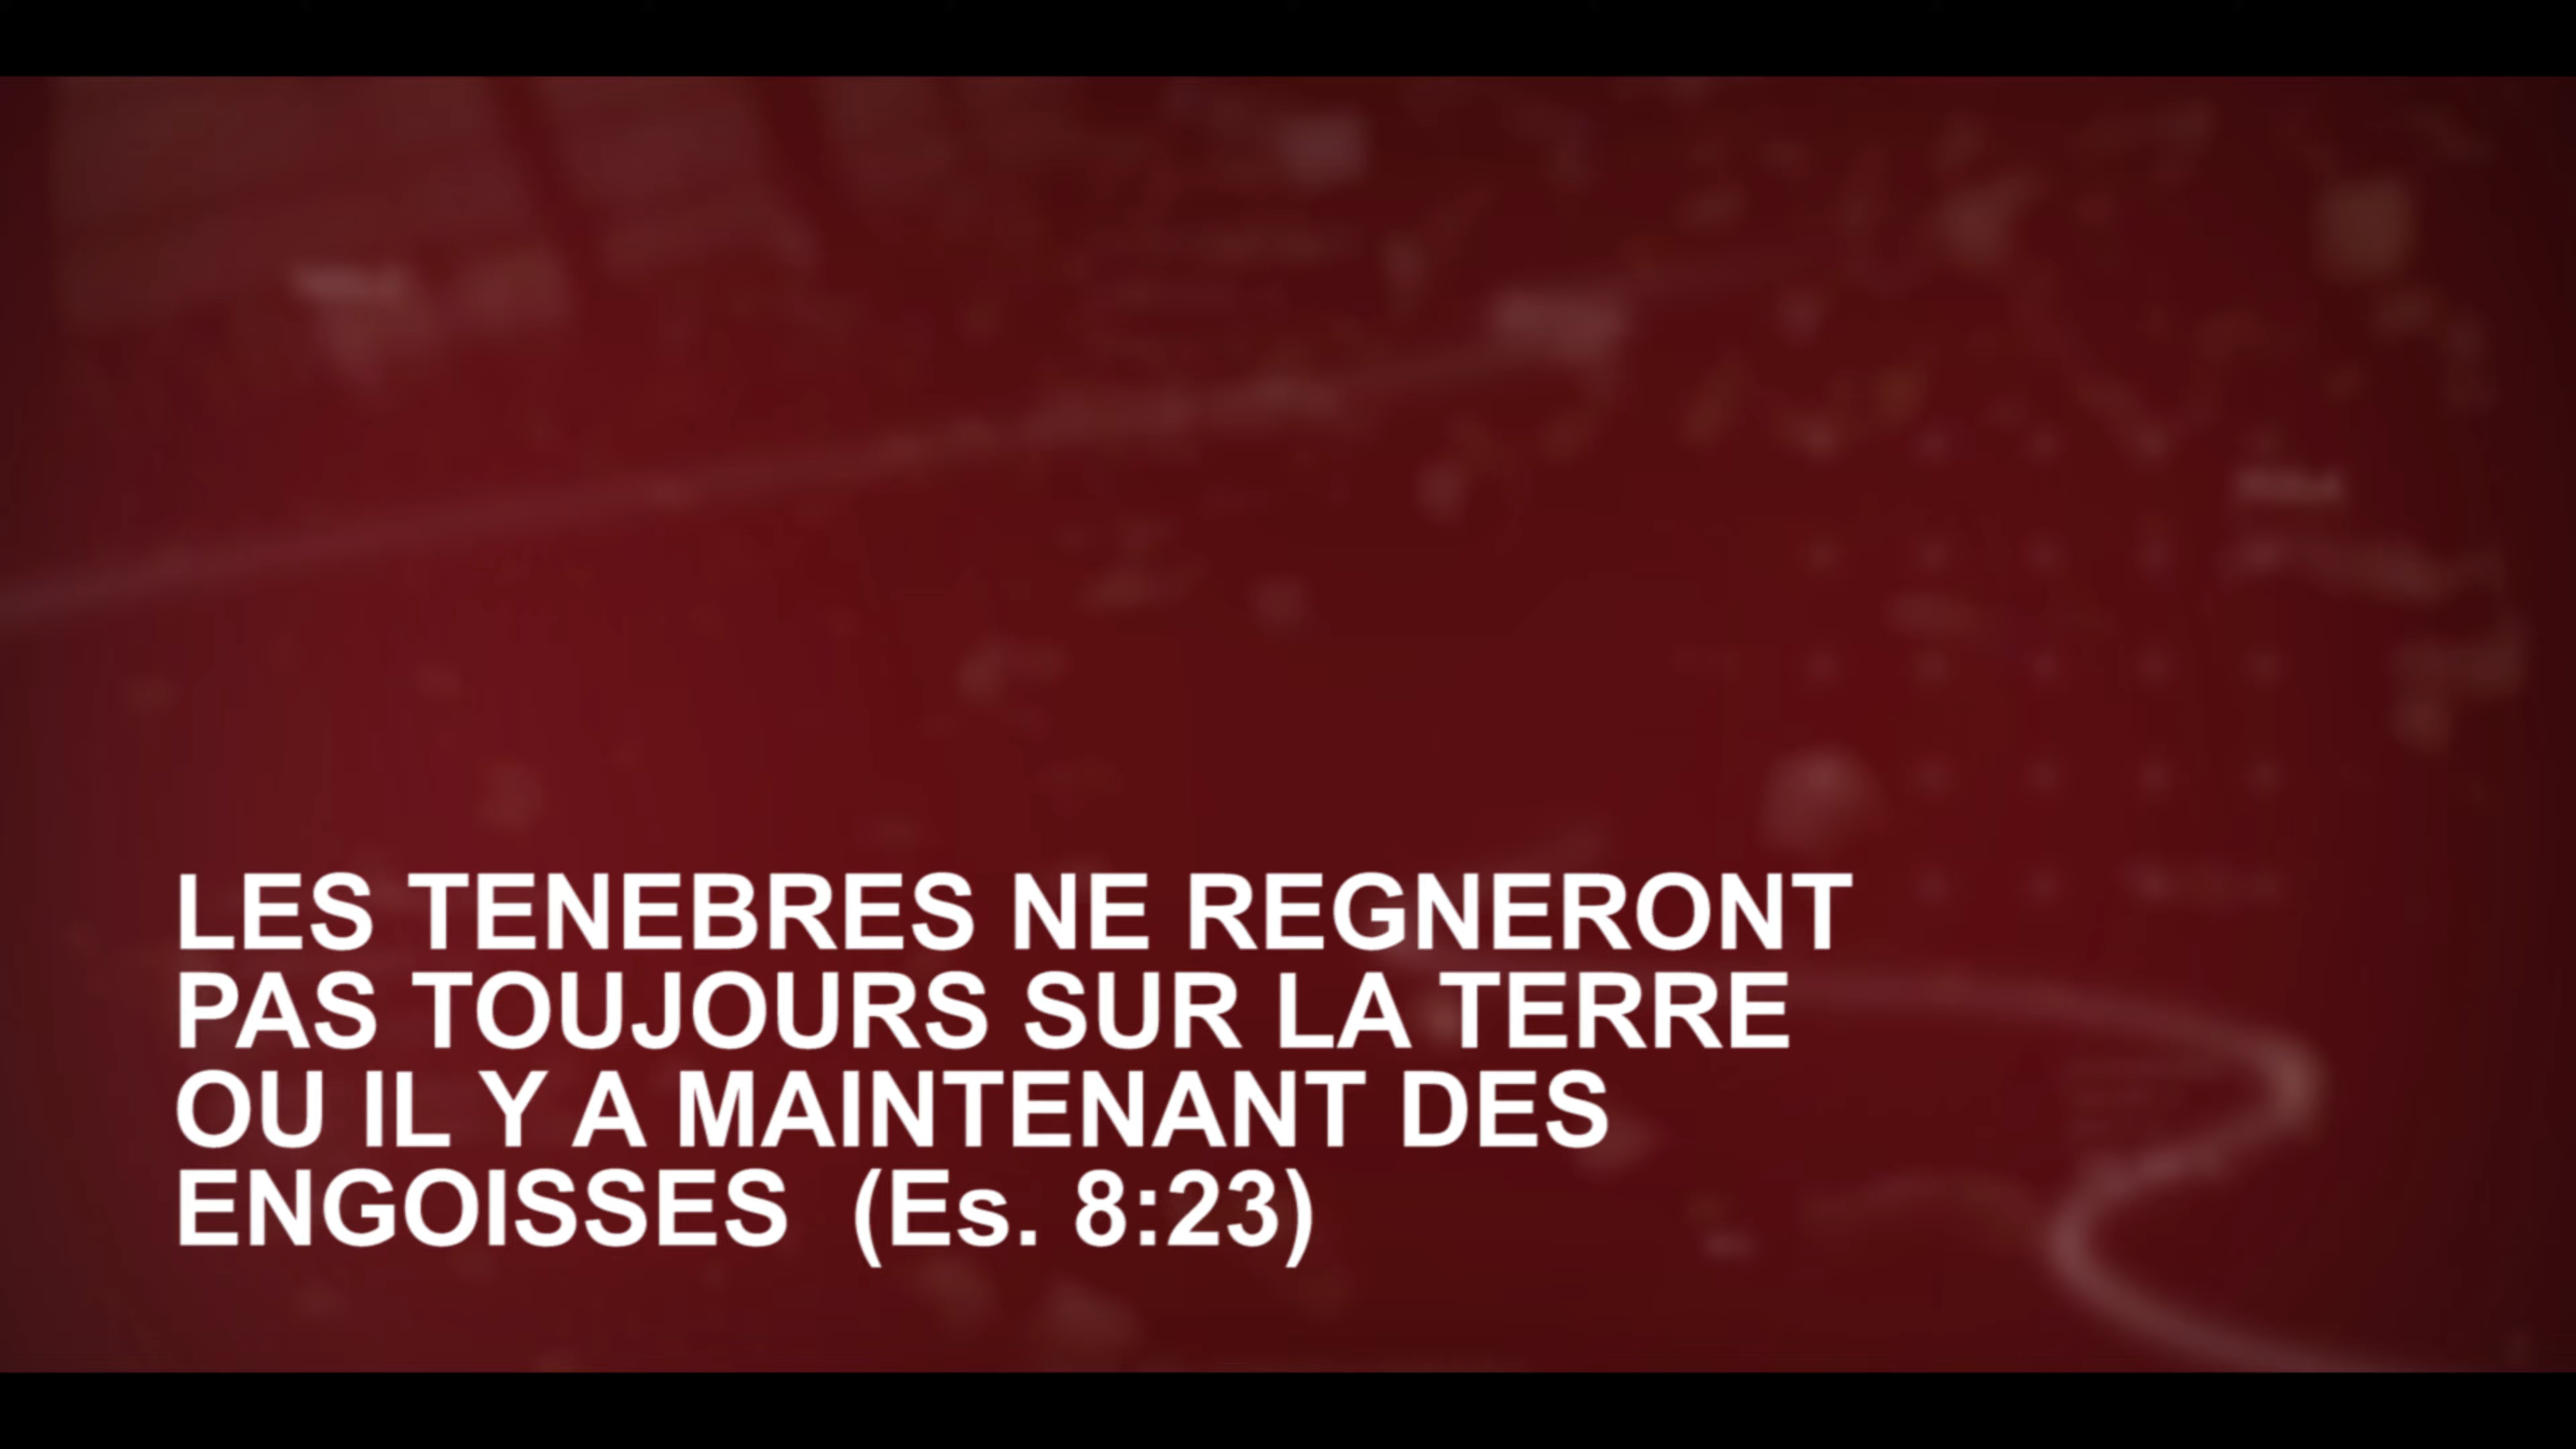 LES TENEBRES NE REGNERONT
PAS TOUJOURS SUR LA TERRE
OU IL Y A MAINTENANT DES
ENGOISSES (Es. 8:23)